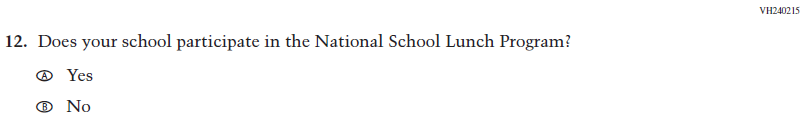 VH240215
12. Does your school participate in the National School Lunch Program?
A Yes
B No